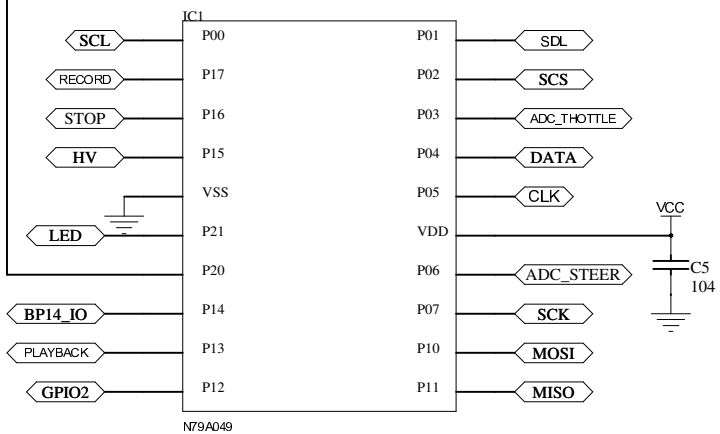 IC1
SCL P00 P01 SDL
RECORD P17 P02 SCS
STOP P16 P03 ADC_THOTTLE
HV P15 P04 DATA
VSS P05 CLK
VCC
LED P21 VDD
P20 P06 ADC_STEER C5
104
BP14_IO P14 P07 SCK
PLAYBACK P13 P10 MOSI
GPIO2 P12 P11 MISO
N79A049